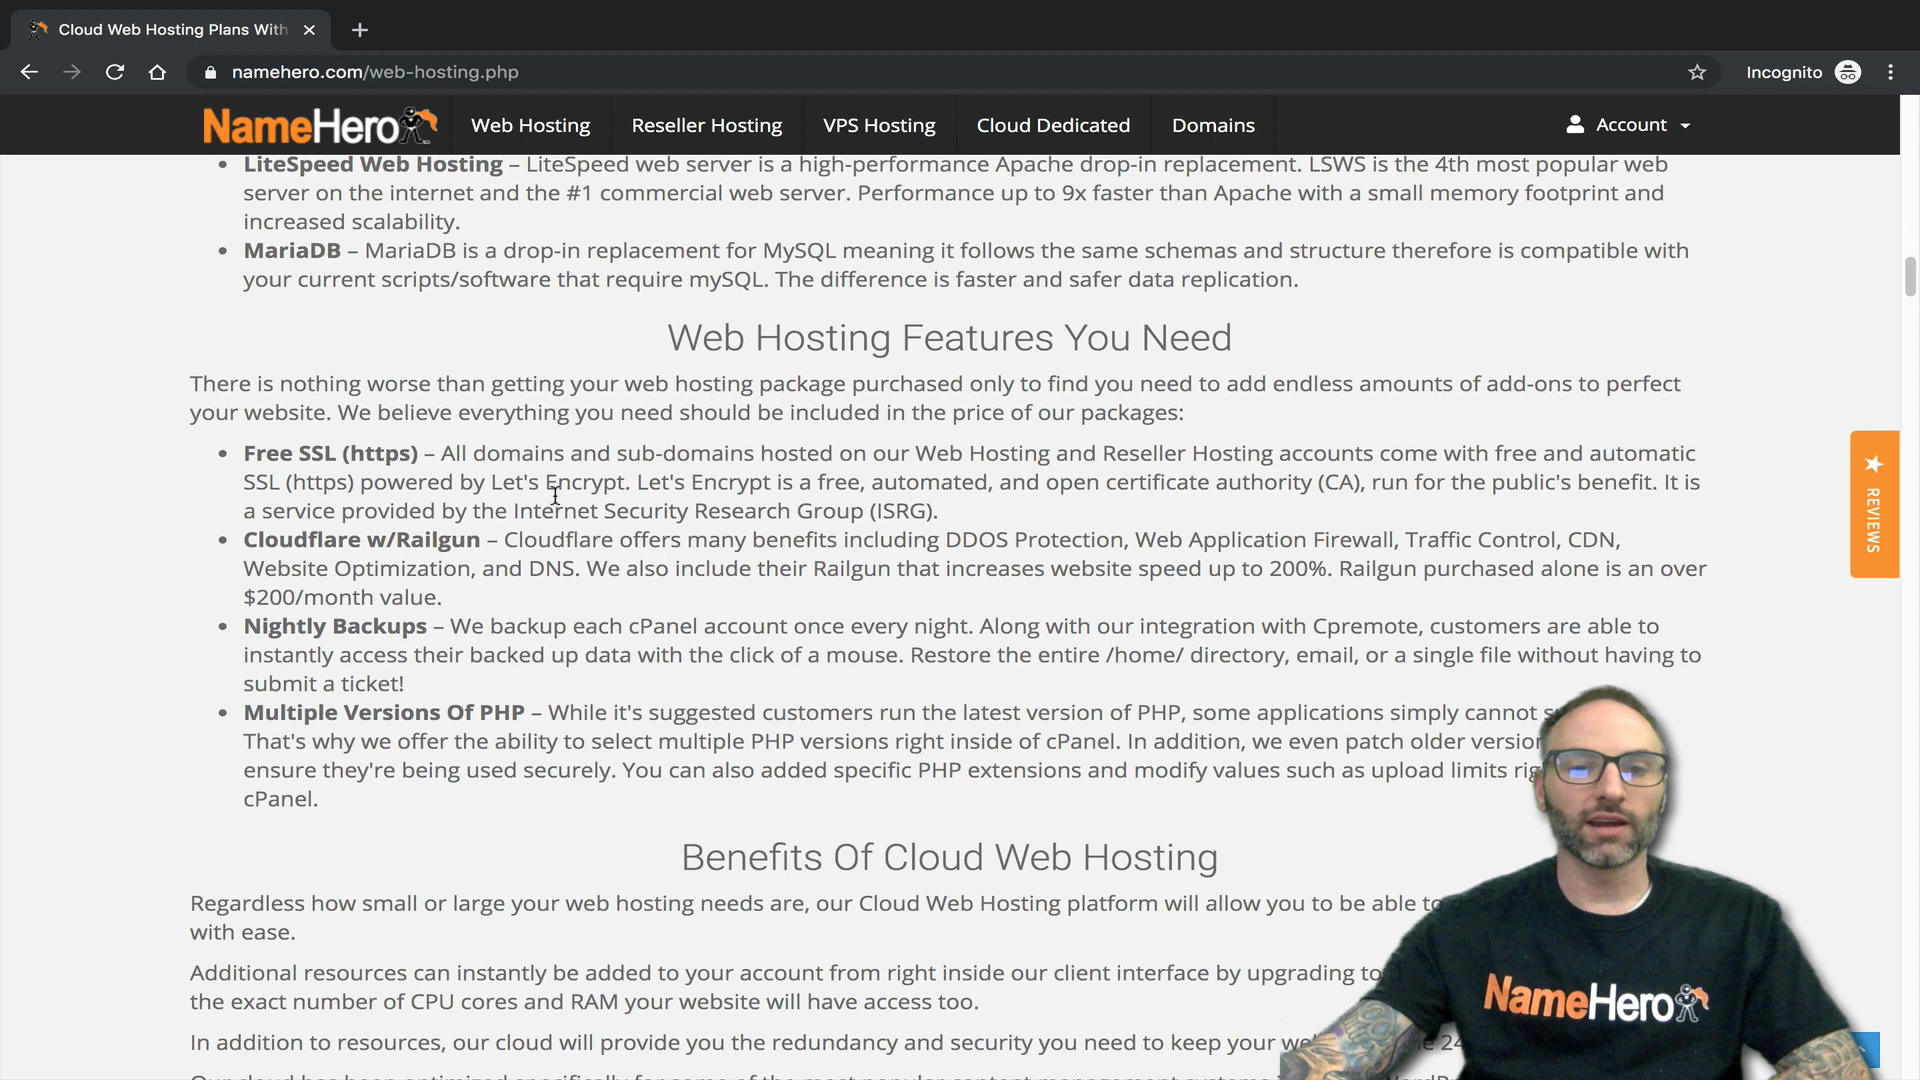 Cloud Web Hosting Plans With
namehero.com/web-hosting.php
Incognito
NameHero
Web Hosting
Reseller Hosting
VPS Hosting
Cloud Dedicated
Domains
Account
LiteSpeed Web Hosting – LiteSpeed web server is a high-performance Apache drop-in replacement. LSWS is the 4th most popular web
server on the internet and the #1 commercial web server. Performance up to 9x faster than Apache with a small memory footprint and
increased scalability.
MariaDB – MariaDB is a drop-in replacement for MySQL meaning it follows the same schemas and structure therefore is compatible with
your current scripts/software that require mySQL. The difference is faster and safer data replication.
Web Hosting Features You Need
There is nothing worse than getting your web hosting package purchased only to find you need to add endless amounts of add-ons to perfect
your website. We believe everything you need should be included in the price of our packages:
Free SSL (https) – All domains and sub-domains hosted on our Web Hosting and Reseller Hosting accounts come with free and automatic
SSL (https) powered by Let's Encrypt. Let's Encrypt is a free, automated, and open certificate authority (CA), run for the public's benefit. It is
a service provided by the Internet Security Research Group (ISRG).
Cloudflare w/Railgun – Cloudflare offers many benefits including DDOS Protection, Web Application Firewall, Traffic Control, CDN,
Website Optimization, and DNS. We also include their Railgun that increases website speed up to 200%. Railgun purchased alone is an over
$200/month value.
Nightly Backups – We backup each cPanel account once every night. Along with our integration with Cpremote, customers are able to
instantly access their backed up data with the click of a mouse. Restore the entire /home/ directory, email, or a single file without having to
submit a ticket!
Multiple Versions Of PHP – While it's suggested customers run the latest version of PHP, some applications simply cannot
That's why we offer the ability to select multiple PHP versions right inside of cPanel. In addition, we even patch older
ensure they're being used securely. You can also added specific PHP extensions and modify values such as upload limits
cPanel.
Benefits Of Cloud Web Hosting
Regardless how small or large your web hosting needs are, our Cloud Web Hosting platform will allow you to be able to
with ease.
Additional resources can instantly be added to your account from right inside our client interface by upgrading to
the exact number of CPU cores and RAM your website will have access too.
In addition to resources, our cloud will provide you the redundancy and security you need to keep your
REVIEWS
NameHero